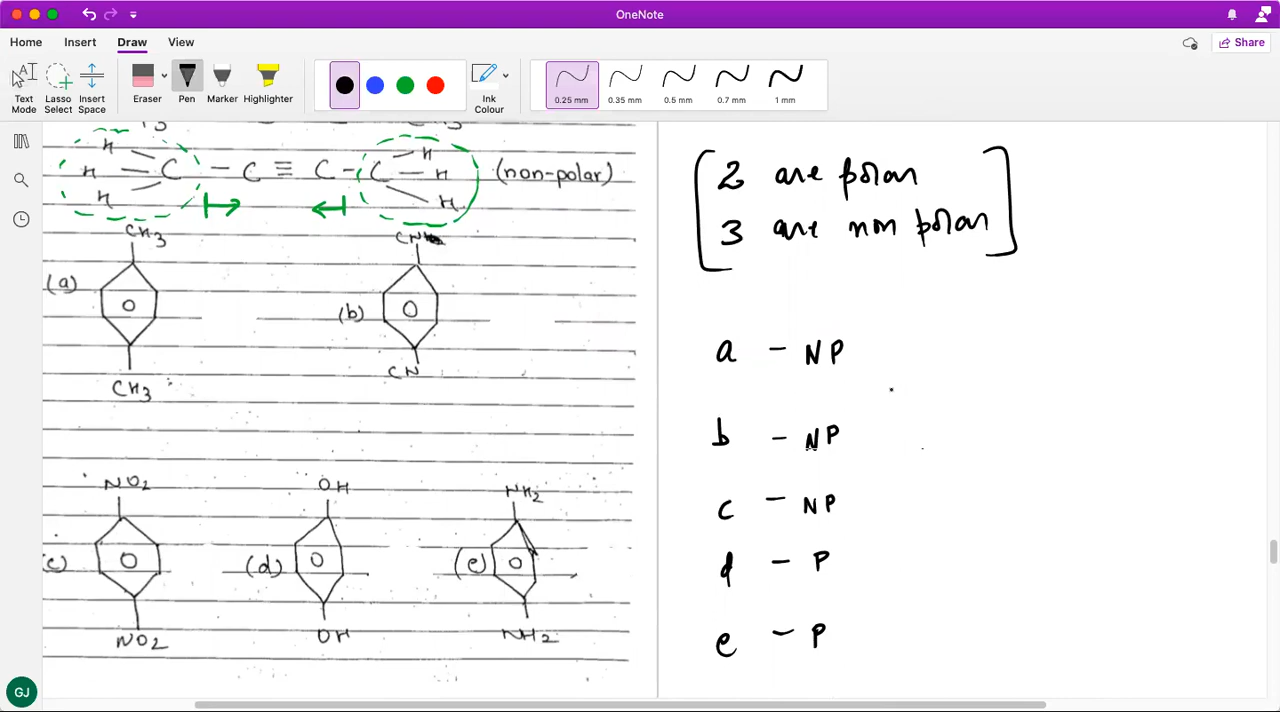 OneNote
Home Insert Draw View
Share
Text Mode
Lasso Select
Insert Space
Eraser
Pen
Marker
Highlighter
Ink Colour
0.25 mm
0.35 mm
0.5 mm
0.7 mm
1 mm
H H
H C - C ≡ C - C H (non-polar)
H H
CH3 CN
(a) (b)
CH3 CN
NO2 OH NH2
(c) (d) (e)
NO2 OH NH2
2 are polar
3 are non polar
a - NP
b - NP
c - NP
d - P
e - P
GJ